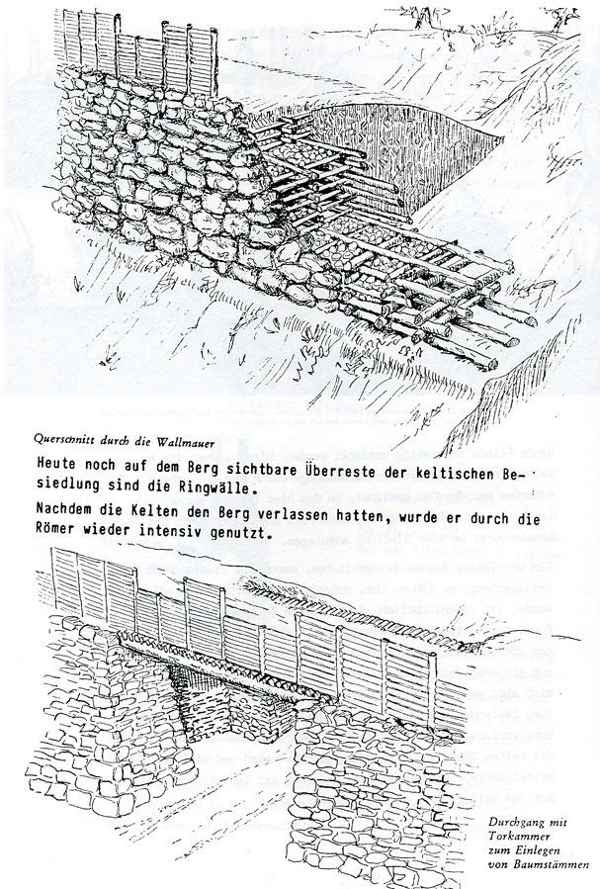 Querschnitt durch die Wallmauer
Heute noch auf dem Berg sichtbare Überreste der keltischen Be-
siedlung sind die Ringwälle.
Nachdem die Kelten den Berg verlassen hatten, wurde er durch die
Römer wieder intensiv genutzt.
Durchgang mit
Torkammer
zum Einlegen
von Baumstämmen